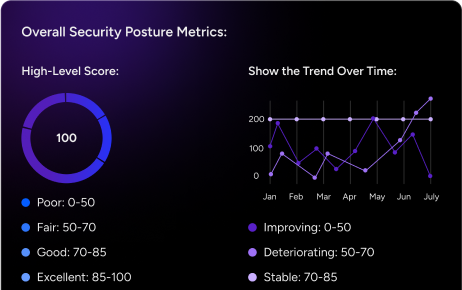 Overall Security Posture Metrics:
High-Level Score:
100
Poor: 0-50
Fair: 50-70
Good: 70-85
Excellent: 85-100
Show the Trend Over Time:
200
100
0
Jan Feb Mar Apr May Jun July
Improving: 0-50
Deteriorating: 50-70
Stable: 70-85